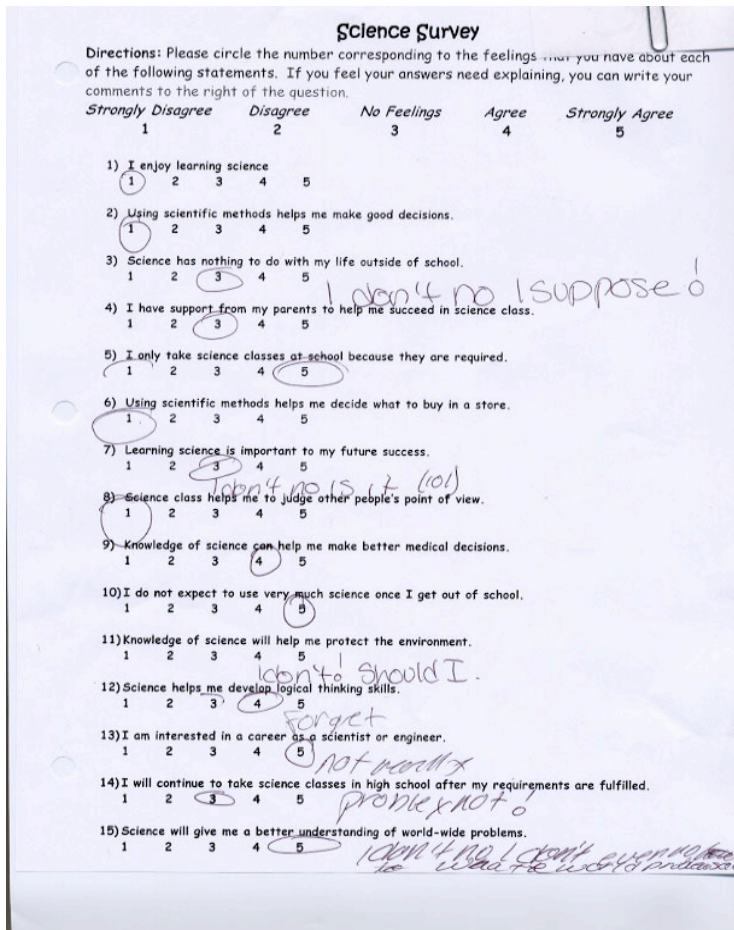 Science Survey
Directions: Please circle the number corresponding to the feelings that you have about each
of the following statements. If you feel your answers need explaining, you can write your
comments to the right of the question.
Strongly Disagree Disagree No Feelings Agree Strongly Agree
1 2 3 4 5
1) I enjoy learning science
1 2 3 4 5
2) Using scientific methods helps me make good decisions.
1 2 3 4 5
3) Science has nothing to do with my life outside of school.
1 2 3 4 5
I don't no I suppose!
4) I have support from my parents to help me succeed in science class.
1 2 3 4 5
5) I only take science classes at school because they are required.
1 2 3 4 5
6) Using scientific methods helps me decide what to buy in a store.
1 2 3 4 5
7) Learning science is important to my future success.
1 2 3 4 5
I don't no is it (lol)
8) Science class helps me to judge other people's point of view.
1 2 3 4 5
9) Knowledge of science can help me make better medical decisions.
1 2 3 4 5
10) I do not expect to use very much science once I get out of school.
1 2 3 4 5
11) Knowledge of science will help me protect the environment.
1 2 3 4 5
Should I.
12) Science helps me develop logical thinking skills.
1 2 3 4 5
Forget
13) I am interested in a career as a scientist or engineer.
1 2 3 4 5
not
14) I will continue to take science classes in high school after my requirements are fulfilled.
1 2 3 4 5
not!
15) Science will give me a better understanding of world-wide problems.
1 2 3 4 5
I don't no I don't even
the world